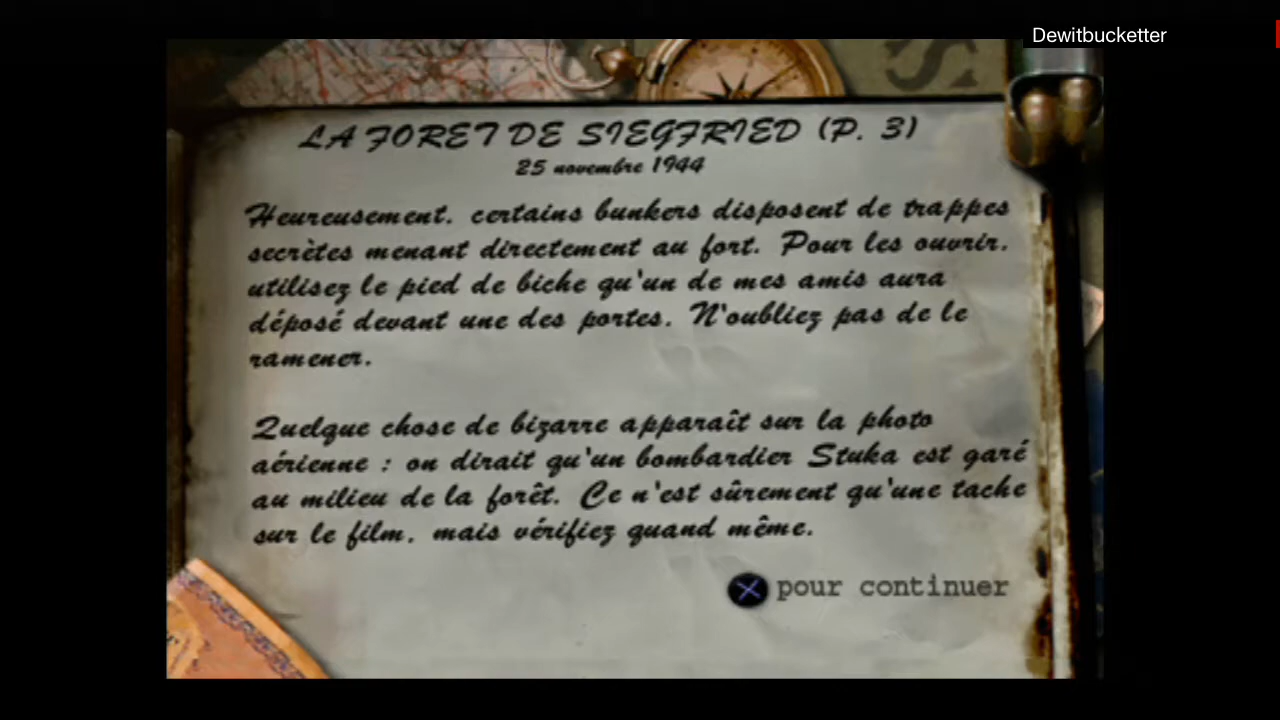 Dewitbucketter
LA FORET DE SIEGFRIED (P. 3)
25 novembre 1944
Heureusement, certains bunkers disposent de trappes
secrètes menant directement au fort. Pour les ouvrir,
utilisez le pied de biche qu'un de mes amis aura
déposé devant une des portes. N'oubliez pas de le
ramener.
Quelque chose de bizarre apparaît sur la photo
aérienne : on dirait qu'un bombardier Stuka est garé
au milieu de la forêt. Ce n'est sûrement qu'une tache
sur le film, mais vérifiez quand même.
pour continuer